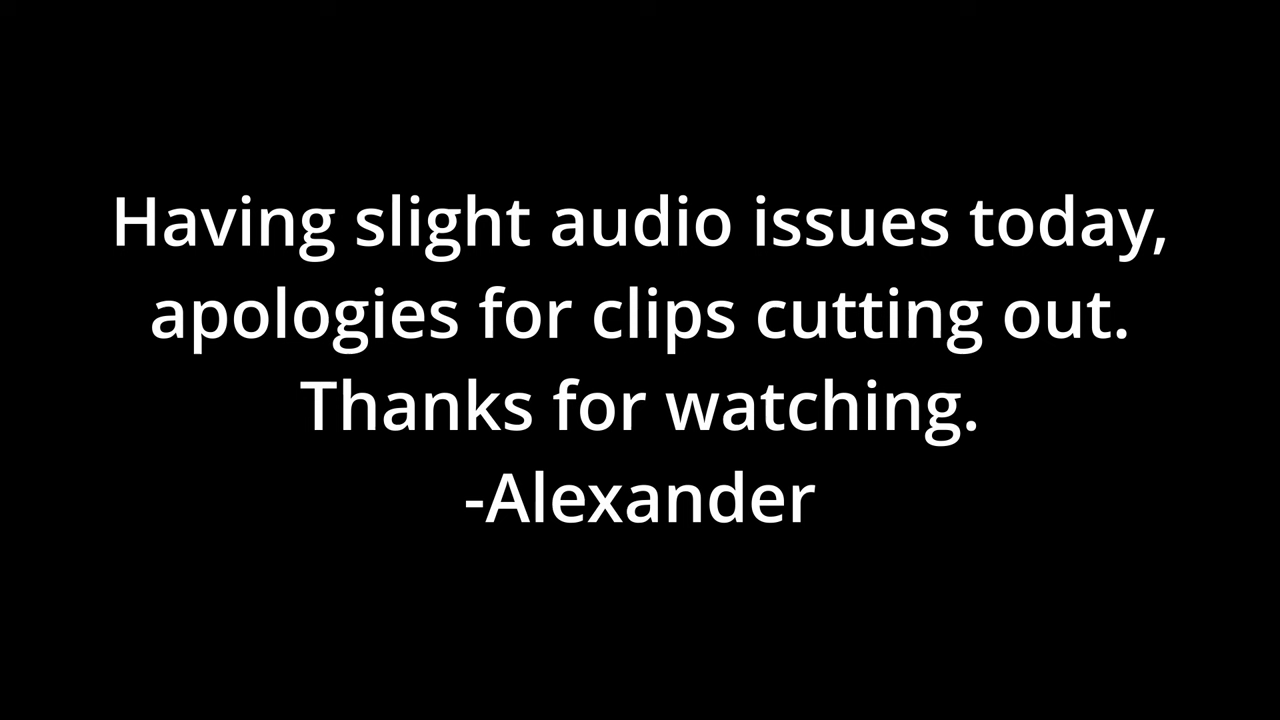 Having slight audio issues today,
apologies for clips cutting out.
Thanks for watching.
-Alexander